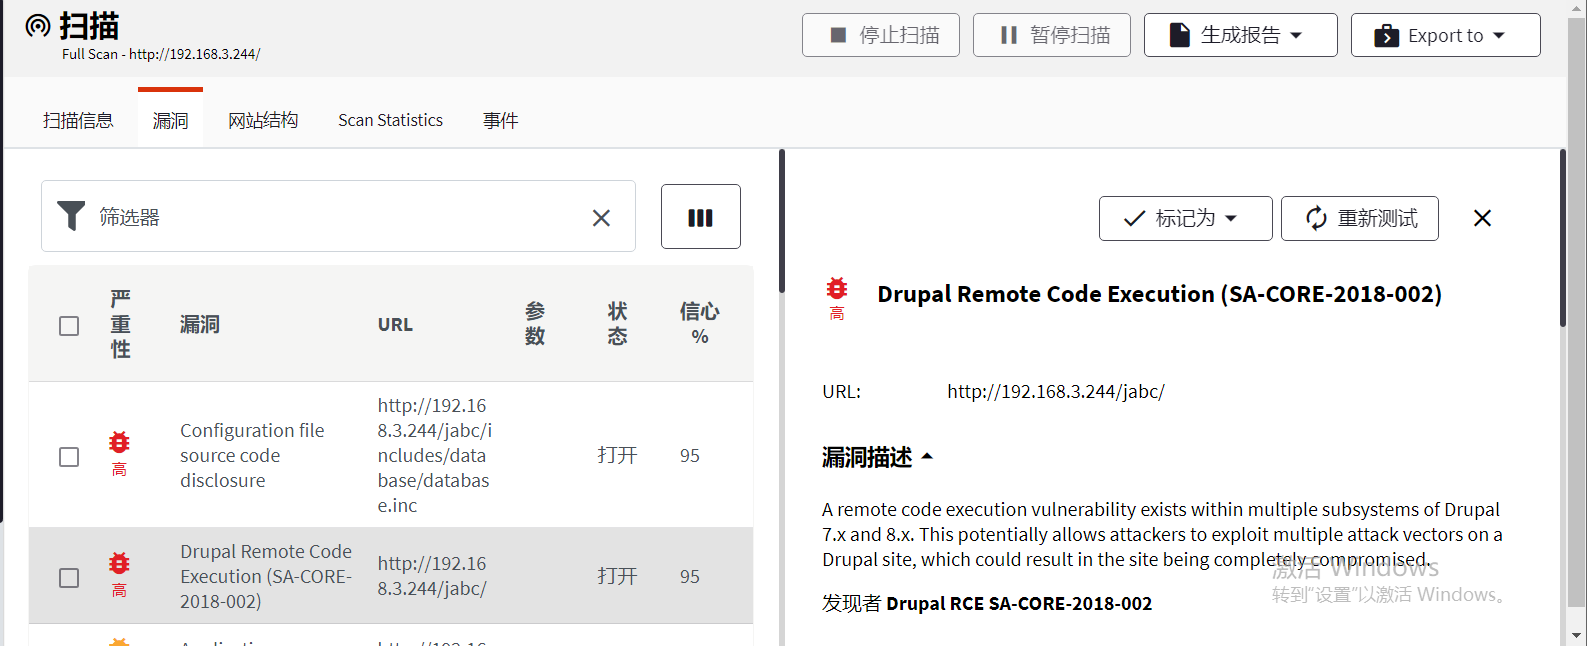 扫描
Full Scan - http://192.168.3.244/
停止扫描
暂停扫描
生成报告
Export to
扫描信息
漏洞
网站结构
Scan Statistics
事件
筛选器
严
重
性
漏洞
URL
参
数
状
态
信心
%
高
Configuration file
source code
disclosure
http://192.16
8.3.244/jabc/i
ncludes/data
base/databas
e.inc
打开
95
高
Drupal Remote Code
Execution (SA-CORE-
2018-002)
http://192.16
8.3.244/jabc/
打开
95
标记为
重新测试
高
Drupal Remote Code Execution (SA-CORE-2018-002)
URL:
http://192.168.3.244/jabc/
漏洞描述
A remote code execution vulnerability exists within multiple subsystems of Drupal
7.x and 8.x. This potentially allows attackers to exploit multiple attack vectors on a
Drupal site, which could result in the site being completely compromised.
发现者 Drupal RCE SA-CORE-2018-002
激活 Windows
转到"设置"以激活 Windows。